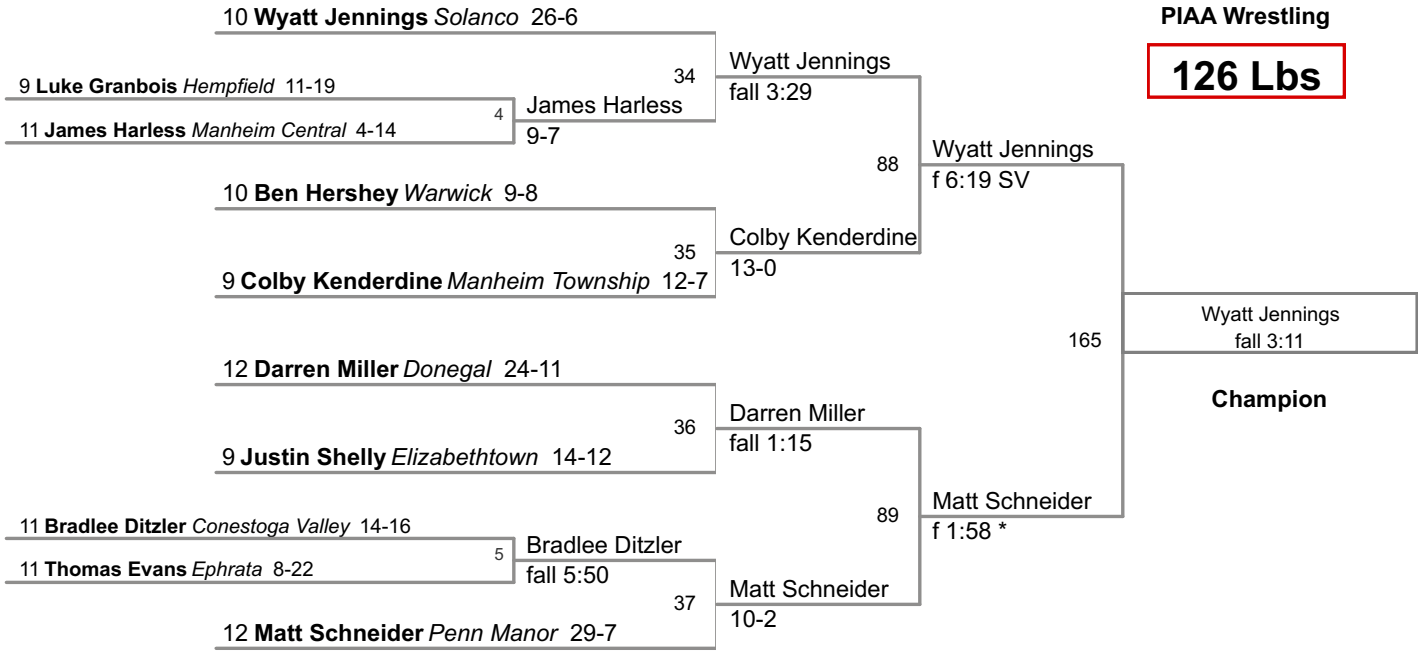 10 Wyatt Jennings Solanco 26-6
PIAA Wrestling
126 Lbs
34
Wyatt Jennings
fall 3:29
9 Luke Granbois Hempfield 11-19
4
James Harless
9-7
11 James Harless Manheim Central 4-14
88
Wyatt Jennings
f 6:19 SV
10 Ben Hershey Warwick 9-8
35
Colby Kenderdine
13-0
9 Colby Kenderdine Manheim Township 12-7
165
Wyatt Jennings
fall 3:11
Champion
12 Darren Miller Donegal 24-11
36
Darren Miller
fall 1:15
9 Justin Shelly Elizabethtown 14-12
89
Matt Schneider
f 1:58 *
11 Bradlee Ditzler Conestoga Valley 14-16
5
Bradlee Ditzler
fall 5:50
11 Thomas Evans Ephrata 8-22
37
Matt Schneider
10-2
12 Matt Schneider Penn Manor 29-7